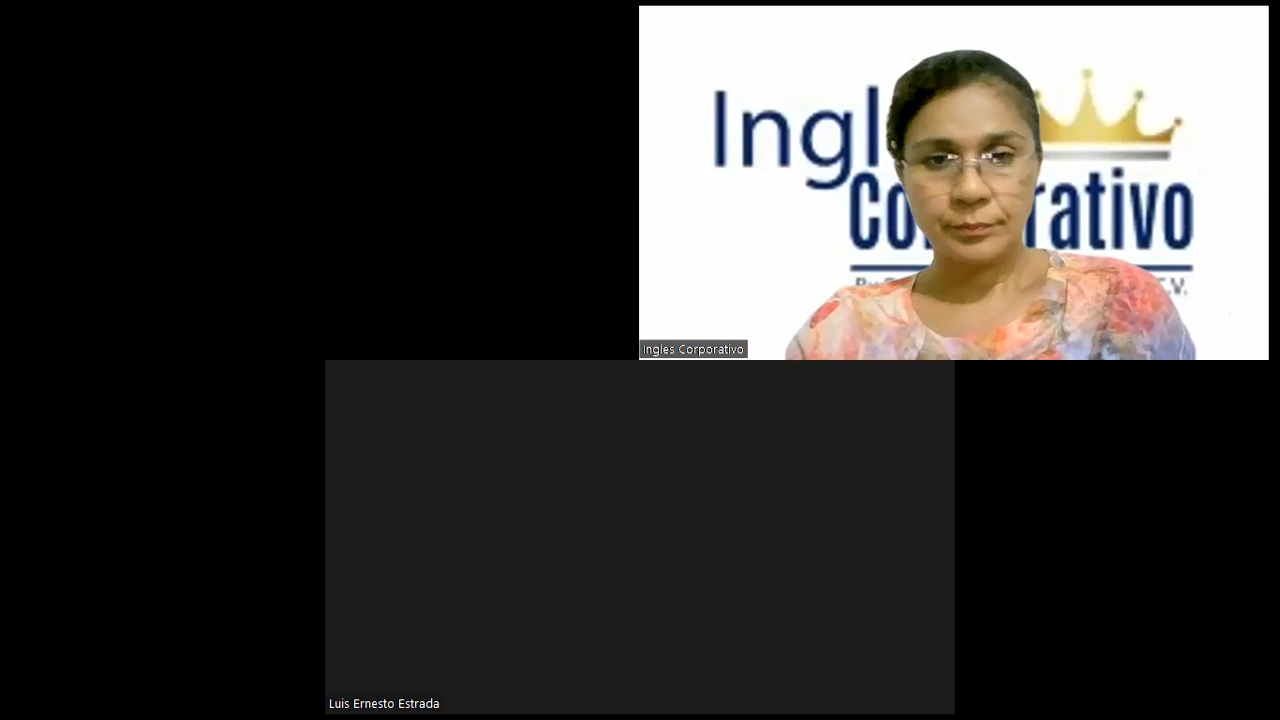 Ingl
Co rativo
C.V.
Ingles Corporativo
Luis Ernesto Estrada